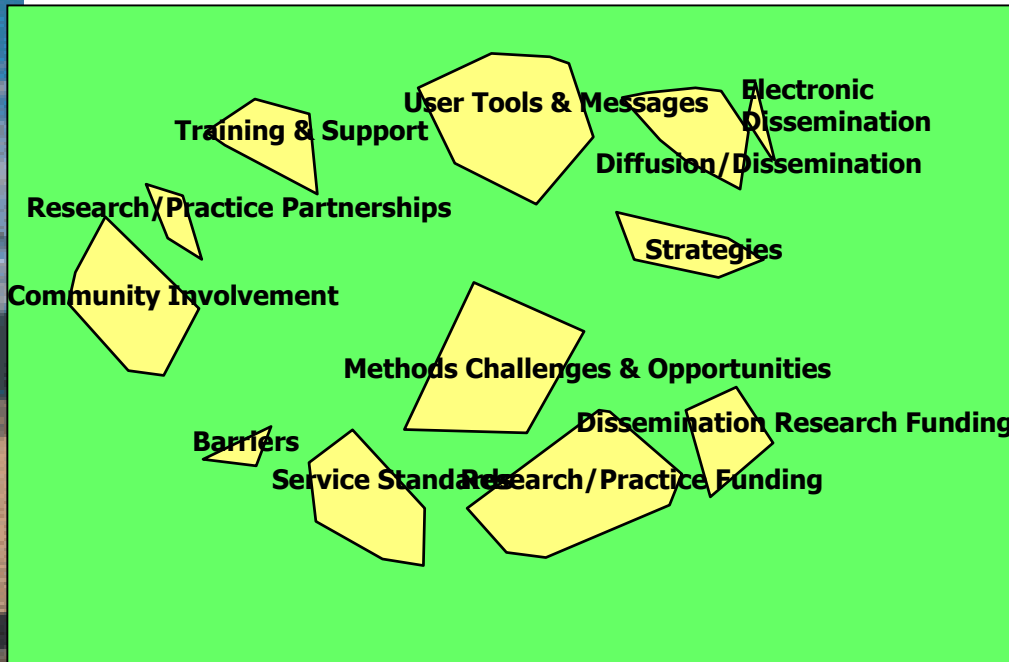 Electronic
Dissemination
User Tools & Messages
Training & Support
Diffusion/Dissemination
Research/Practice Partnerships
Strategies
Community Involvement
Methods Challenges & Opportunities
Dissemination Research Funding
Barriers
Service Standards
Research/Practice Funding